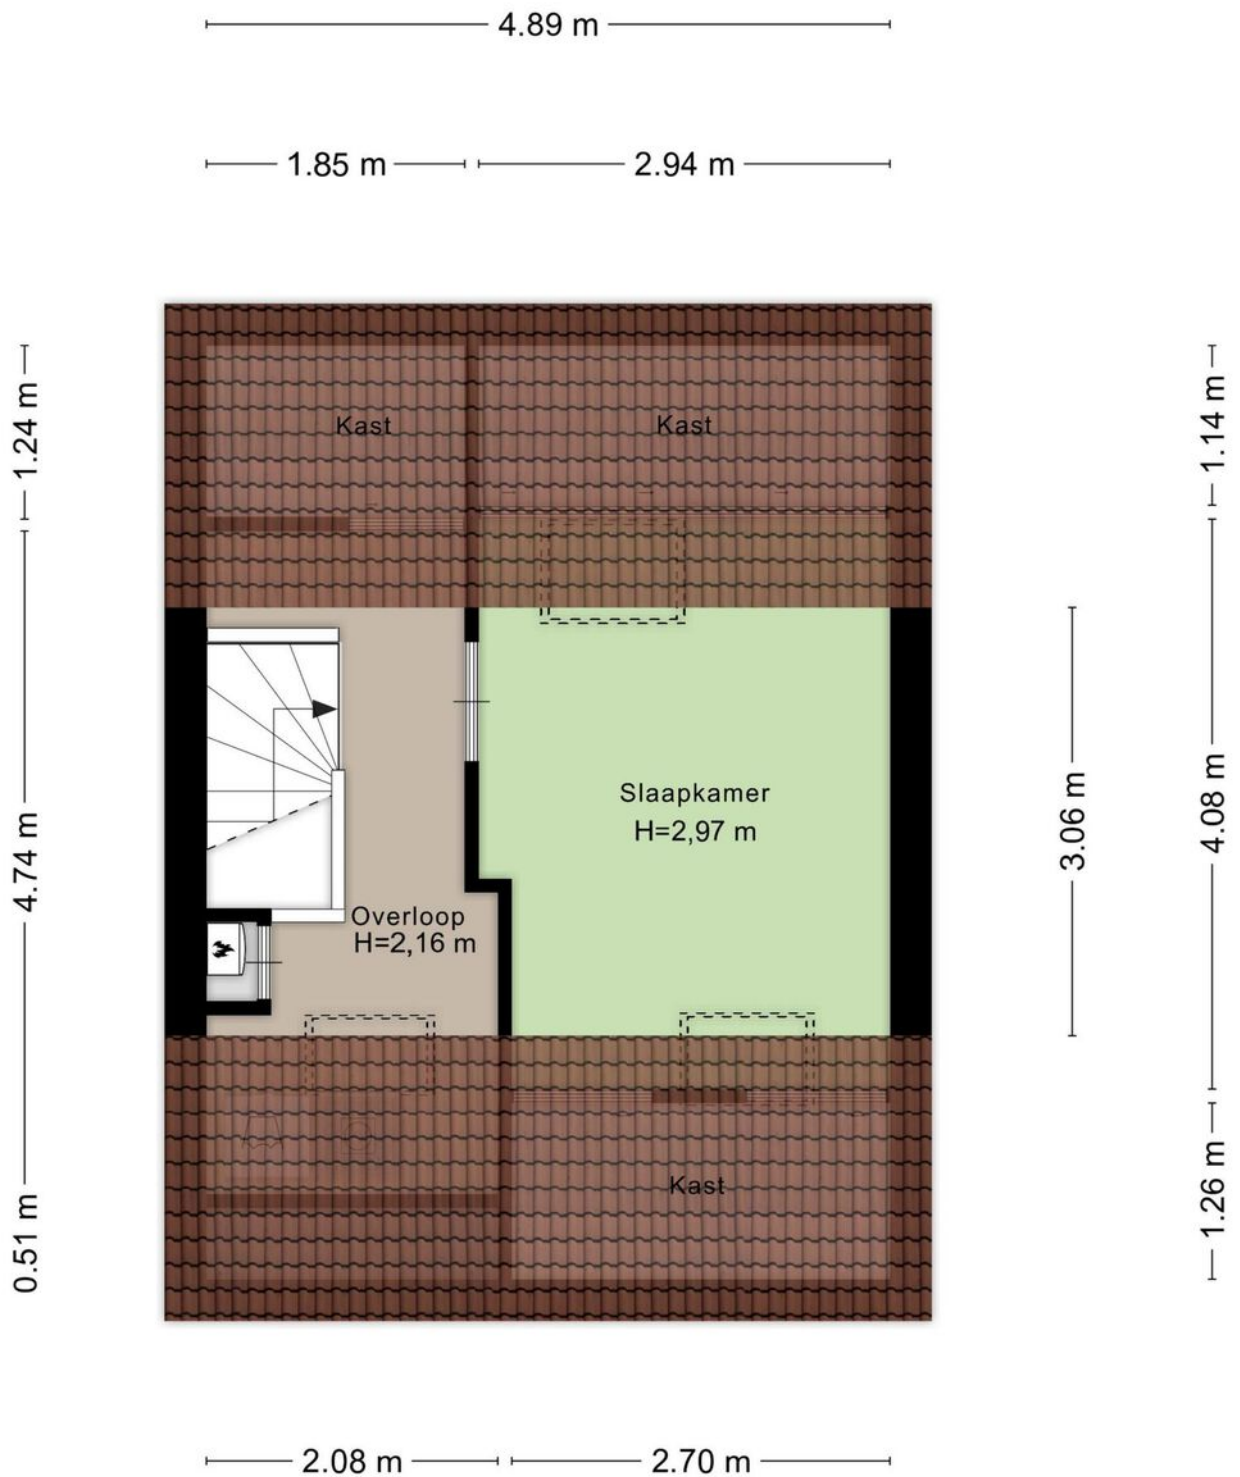 4.89 m
1.85 m
2.94 m
1.24 m
1.14 m
Kast
Kast
4.74 m
3.06 m
4.08 m
Slaapkamer
H=2,97 m
Overloop
H=2,16 m
Kast
0.51 m
1.26 m
2.08 m
2.70 m